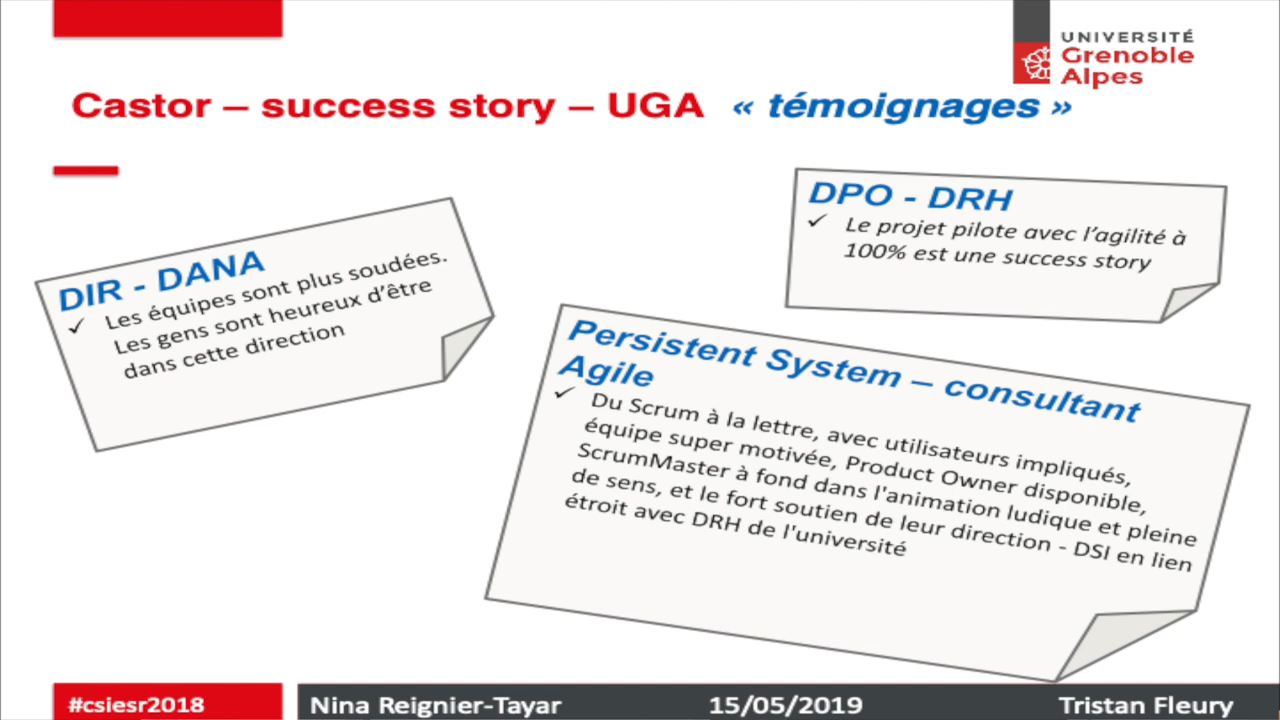 UNIVERSITÉ
Grenoble
Alpes
Castor – success story – UGA « témoignages »
DIR - DANA
✓ Les équipes sont plus soudées.
Les gens sont heureux d'être
dans cette direction
DPO - DRH
✓ Le projet pilote avec l’agilité à
100% est une success story
Persistent System – consultant
Agile
✓ Du Scrum à la lettre, avec utilisateurs impliqués,
équipe super motivée, Product Owner disponible,
ScrumMaster à fond dans l'animation ludique et pleine
de sens, et le fort soutien de leur direction - DSI en lien
étroit avec DRH de l'université
#csiesr2018
Nina Reignier-Tayar 15/05/2019 Tristan Fleury